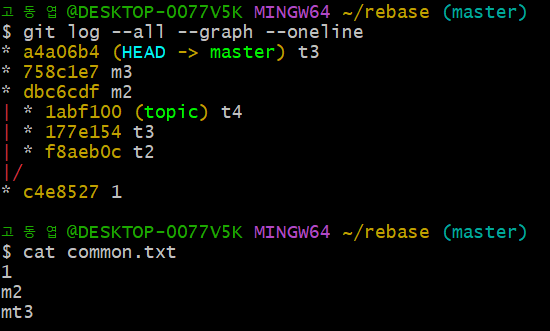 고 동 엽 @DESKTOP-0077V5K MINGW64 ~/rebase (master)
$ git log --all --graph --oneline
* a4a06b4 (HEAD -> master) t3
* 758c1e7 m3
* dbc6cdf m2
| * 1abf100 (topic) t4
| * 177e154 t3
| * f8aeb0c t2
|/
* c4e8527 1
고 동 엽 @DESKTOP-0077V5K MINGW64 ~/rebase (master)
$ cat common.txt
1
m2
mt3